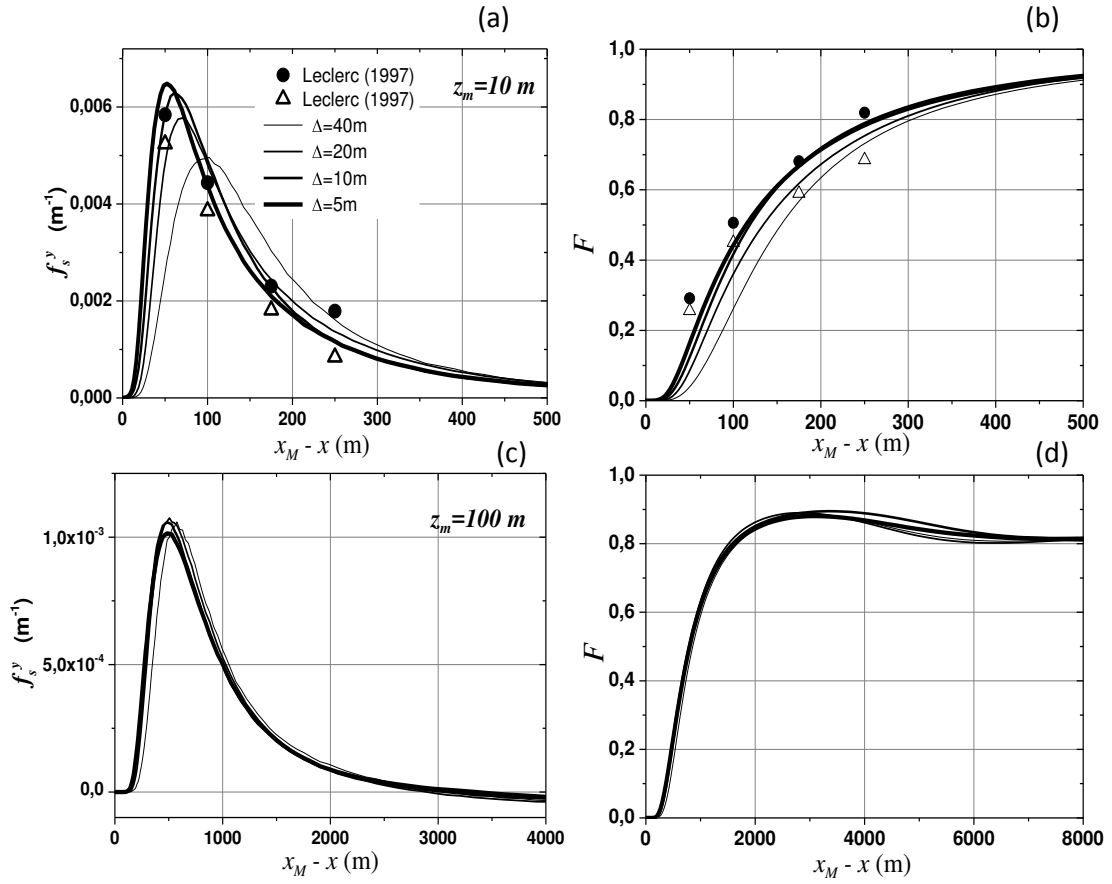 (a)
0,006
0,004
0,002
0,000
f_s^y (m^-1)
Leclerc (1997)
Leclerc (1997)
Δ=40m
Δ=20m
Δ=10m
Δ=5m
z_m=10 m
0 100 200 300 400 500
x_M - x (m)
(b)
1,0
0,8
0,6
0,4
0,2
0,0
F
0 100 200 300 400 500
x_M - x (m)
(c)
1,0x10^-3
5,0x10^-4
0,0
f_s^y (m^-1)
z_m=100 m
0 1000 2000 3000 4000
x_M - x (m)
(d)
1,0
0,8
0,6
0,4
0,2
0,0
F
0 2000 4000 6000 8000
x_M - x (m)